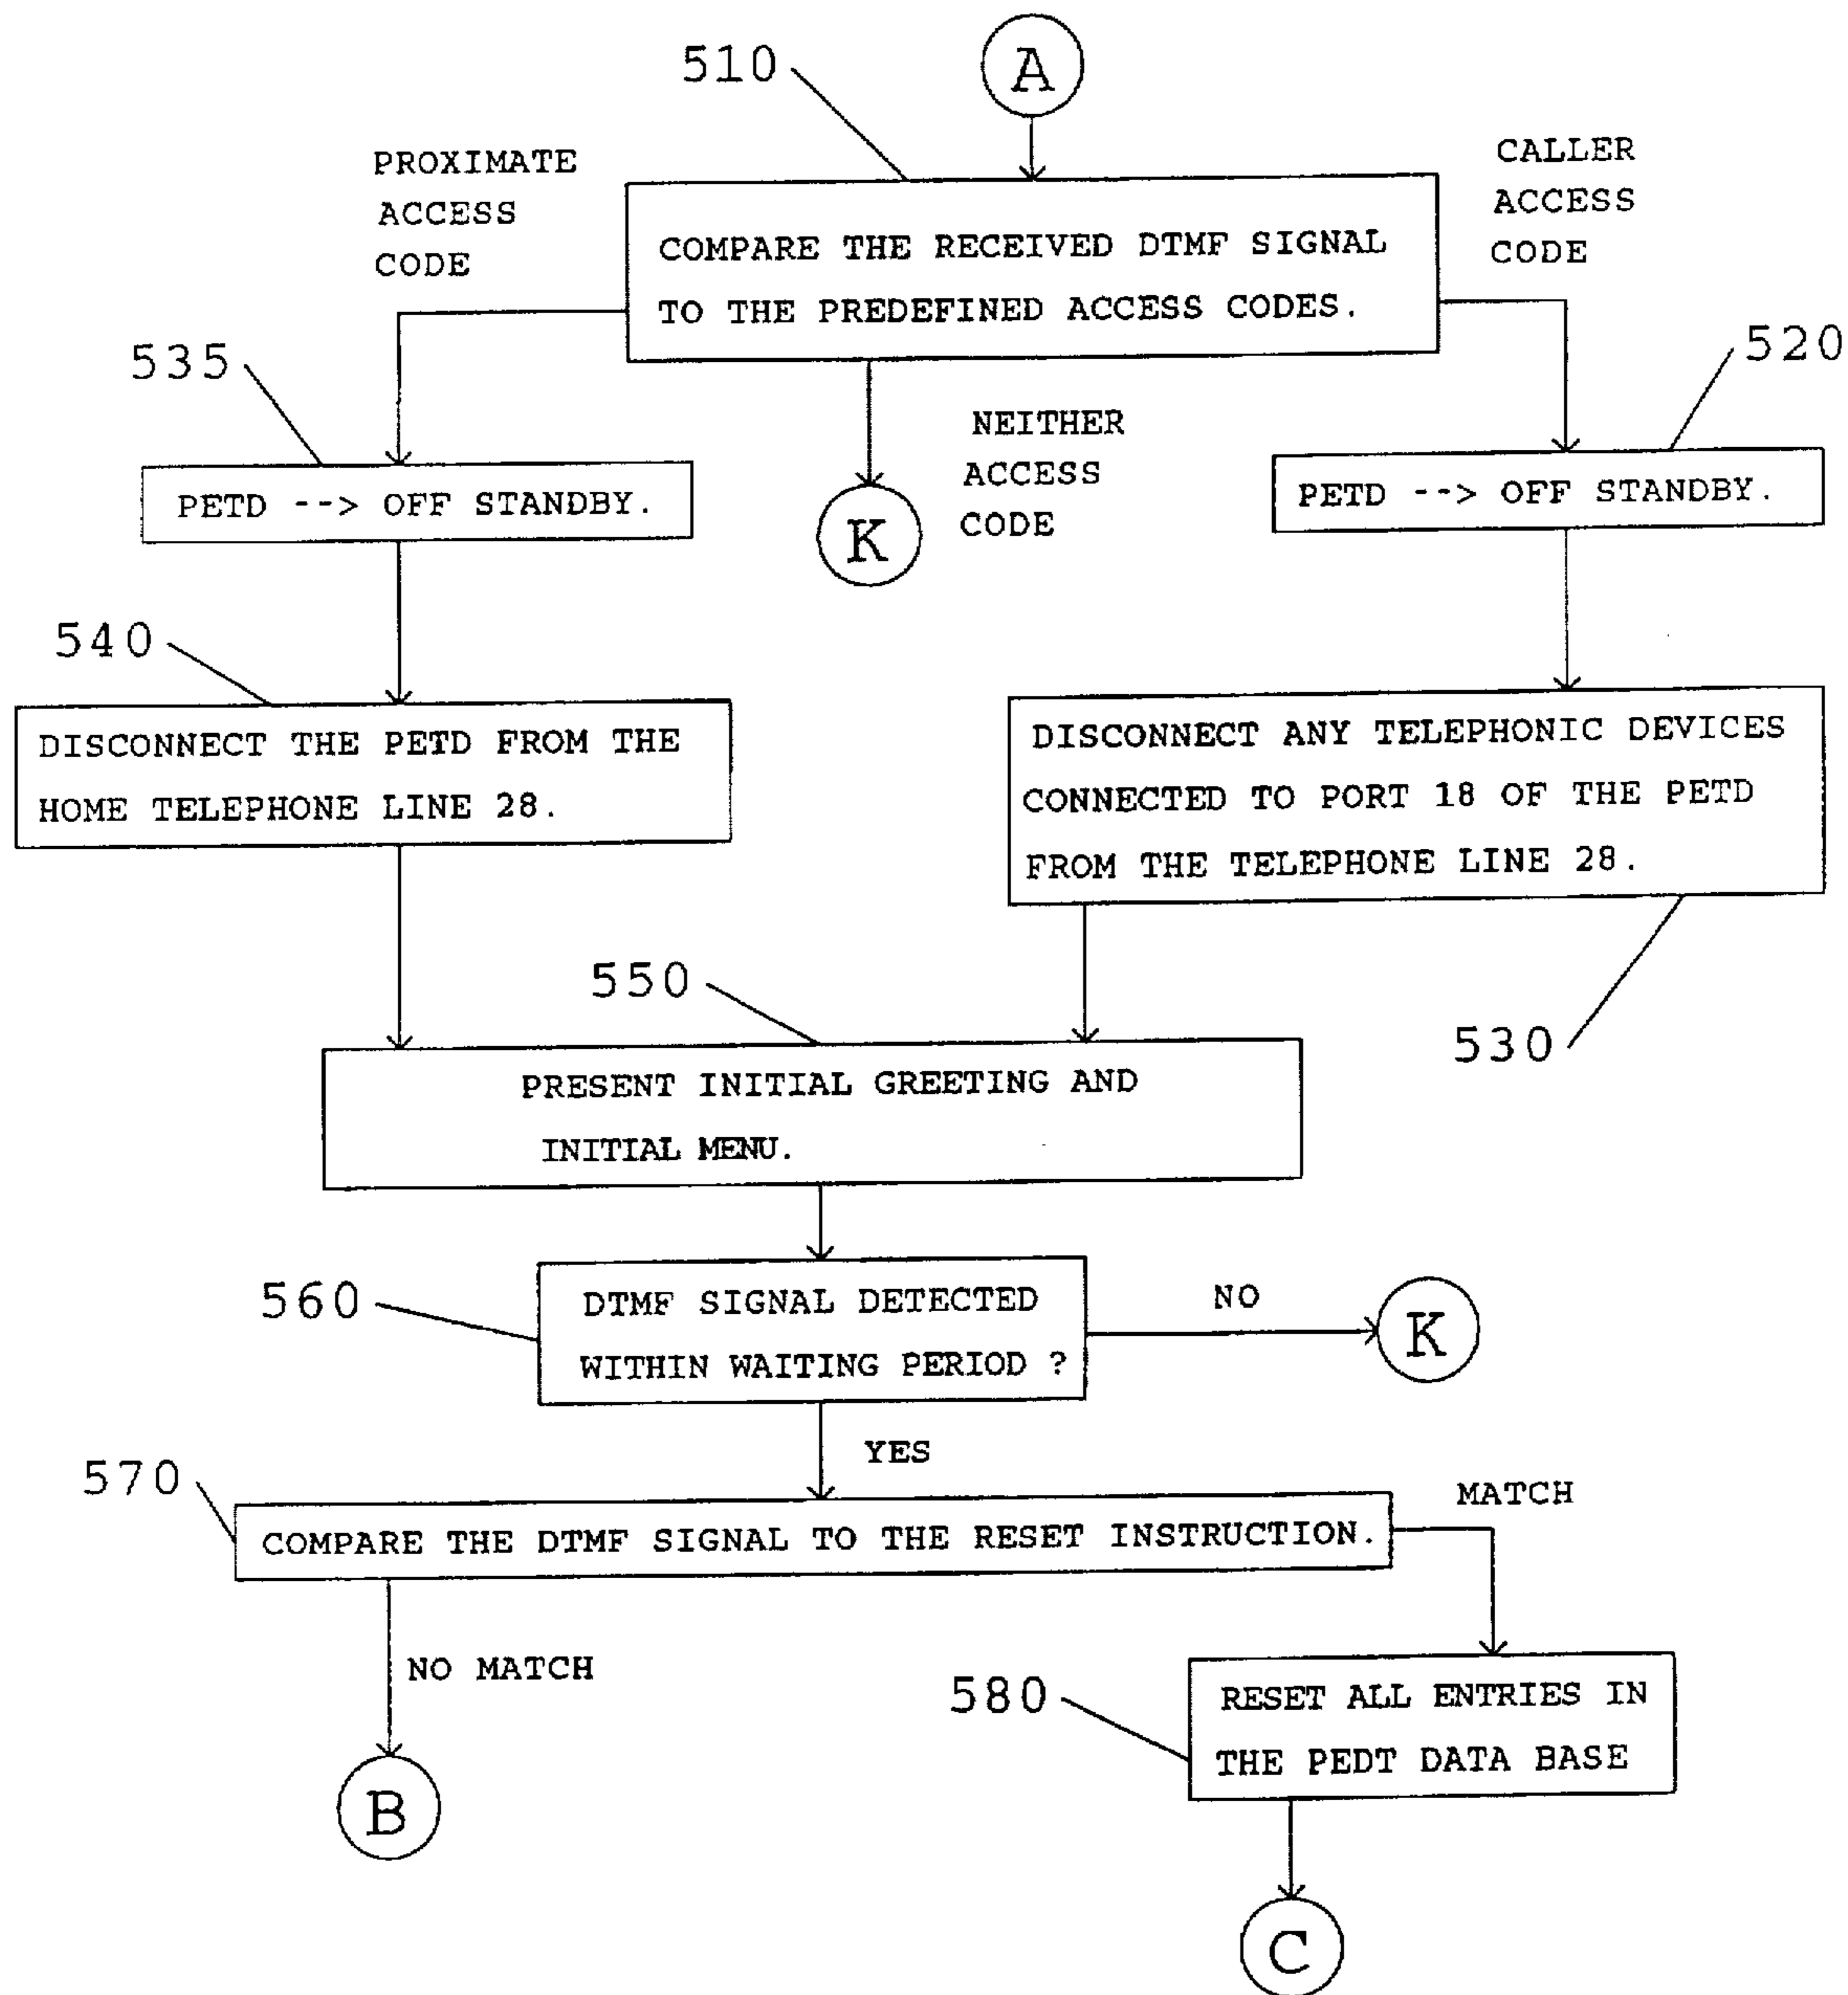 A
510
PROXIMATE
ACCESS
CODE
CALLER
ACCESS
CODE
COMPARE THE RECEIVED DTMF SIGNAL
TO THE PREDEFINED ACCESS CODES.
535
520
NEITHER
ACCESS
CODE
K
PETD --> OFF STANDBY.
PETD --> OFF STANDBY.
540
DISCONNECT THE PETD FROM THE
HOME TELEPHONE LINE 28.
DISCONNECT ANY TELEPHONIC DEVICES
CONNECTED TO PORT 18 OF THE PETD
FROM THE TELEPHONE LINE 28.
530
550
PRESENT INITIAL GREETING AND
INITIAL MENU.
560
DTMF SIGNAL DETECTED
WITHIN WAITING PERIOD ?
NO
K
YES
570
COMPARE THE DTMF SIGNAL TO THE RESET INSTRUCTION.
MATCH
NO MATCH
B
580
RESET ALL ENTRIES IN
THE PEDT DATA BASE
C